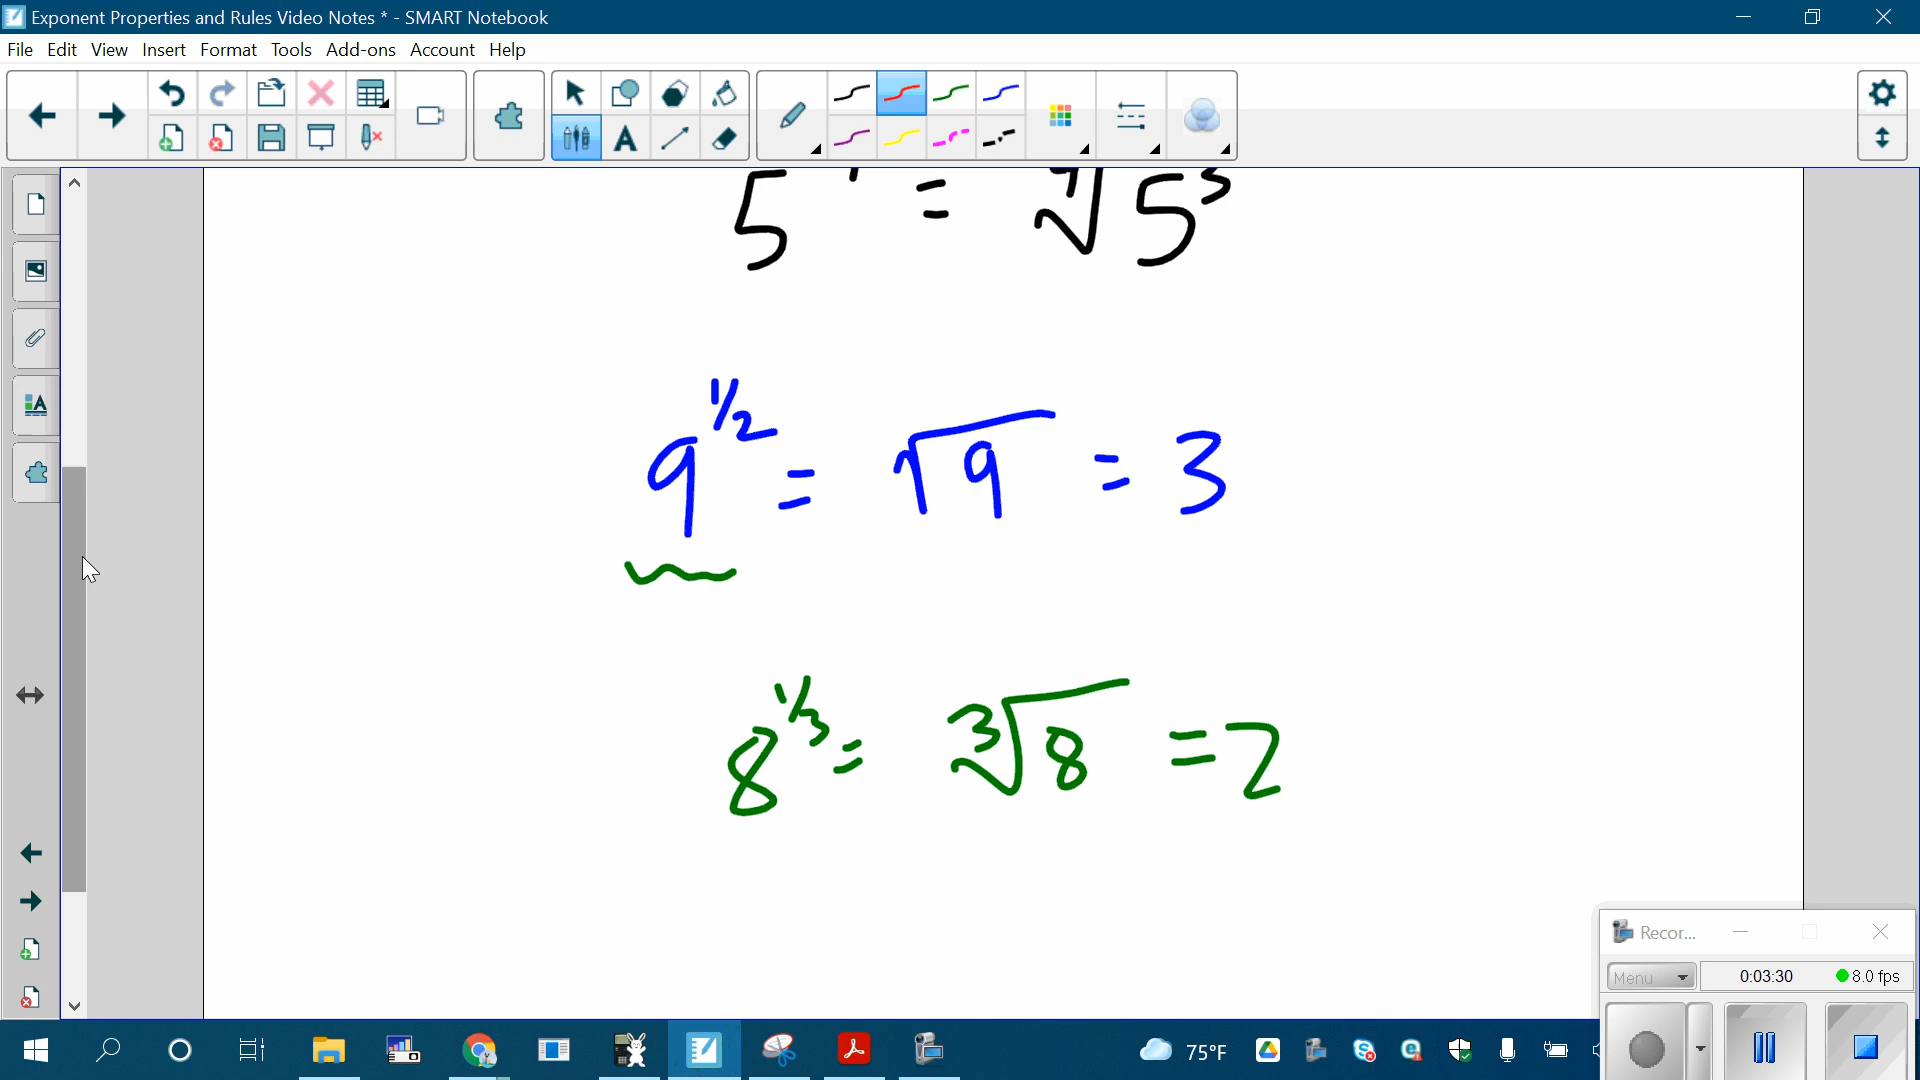 Exponent Properties and Rules Video Notes * - SMART Notebook
File Edit View Insert Format Tools Add-ons Account Help
= ∜5³
9^1/2 = √9 = 3
8^1/3 = ∛8 = 2
Recor...
Menu 0:03:30 8.0 fps
75°F